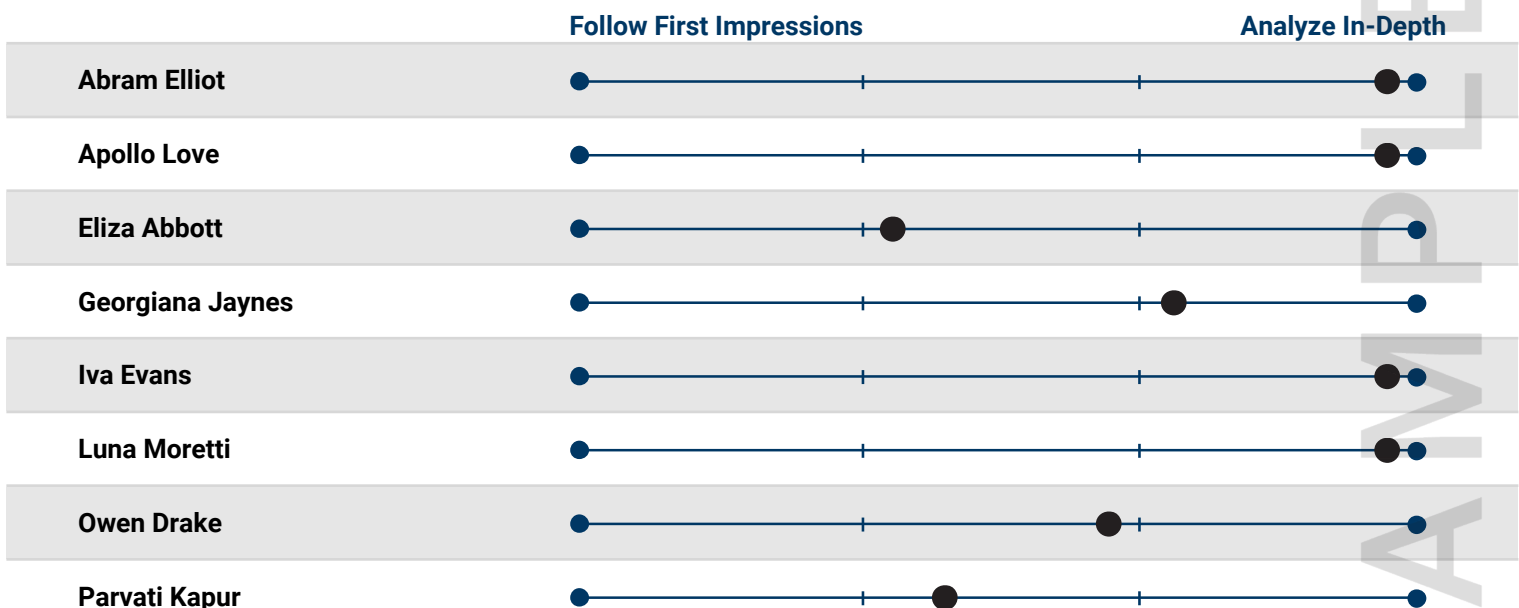 Follow First Impressions Analyze In-Depth
Abram Elliot
Apollo Love
Eliza Abbott
Georgiana Jaynes
Iva Evans
Luna Moretti
Owen Drake
Parvati Kapur
A M P L E